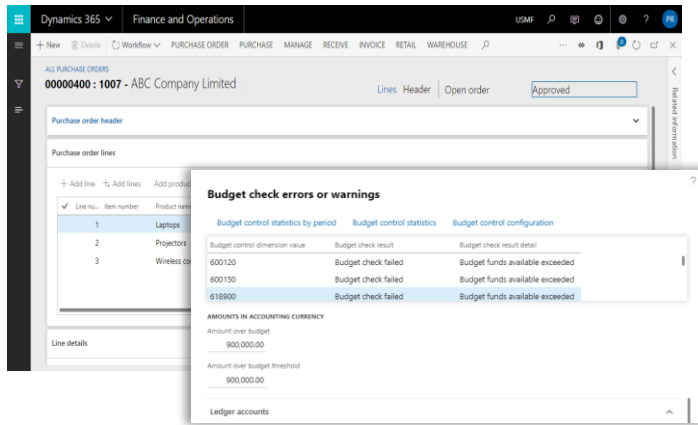 Dynamics 365 Finance and Operations USMF ? PR
+ New Delete Workflow PURCHASE ORDER PURCHASE MANAGE RECEIVE INVOICE RETAIL WAREHOUSE ...
ALL PURCHASE ORDERS
00000400 : 1007 - ABC Company Limited
Lines Header Open order Approved
Related information
Purchase order header
Purchase order lines
+ Add line Add lines Add produc
Line nu... Item number Product name
1 Laptops
2 Projectors
3 Wireless co
Line details
?
Budget check errors or warnings
Budget control statistics by period Budget control statistics Budget control configuration
Budget control dimension value Budget check result Budget check result detail
600120 Budget check failed Budget funds available exceeded
600150 Budget check failed Budget funds available exceeded
618900 Budget check failed Budget funds available exceeded
AMOUNTS IN ACCOUNTING CURRENCY
Amount over budget
900,000.00
Amount over budget threshold
900,000.00
Ledger accounts